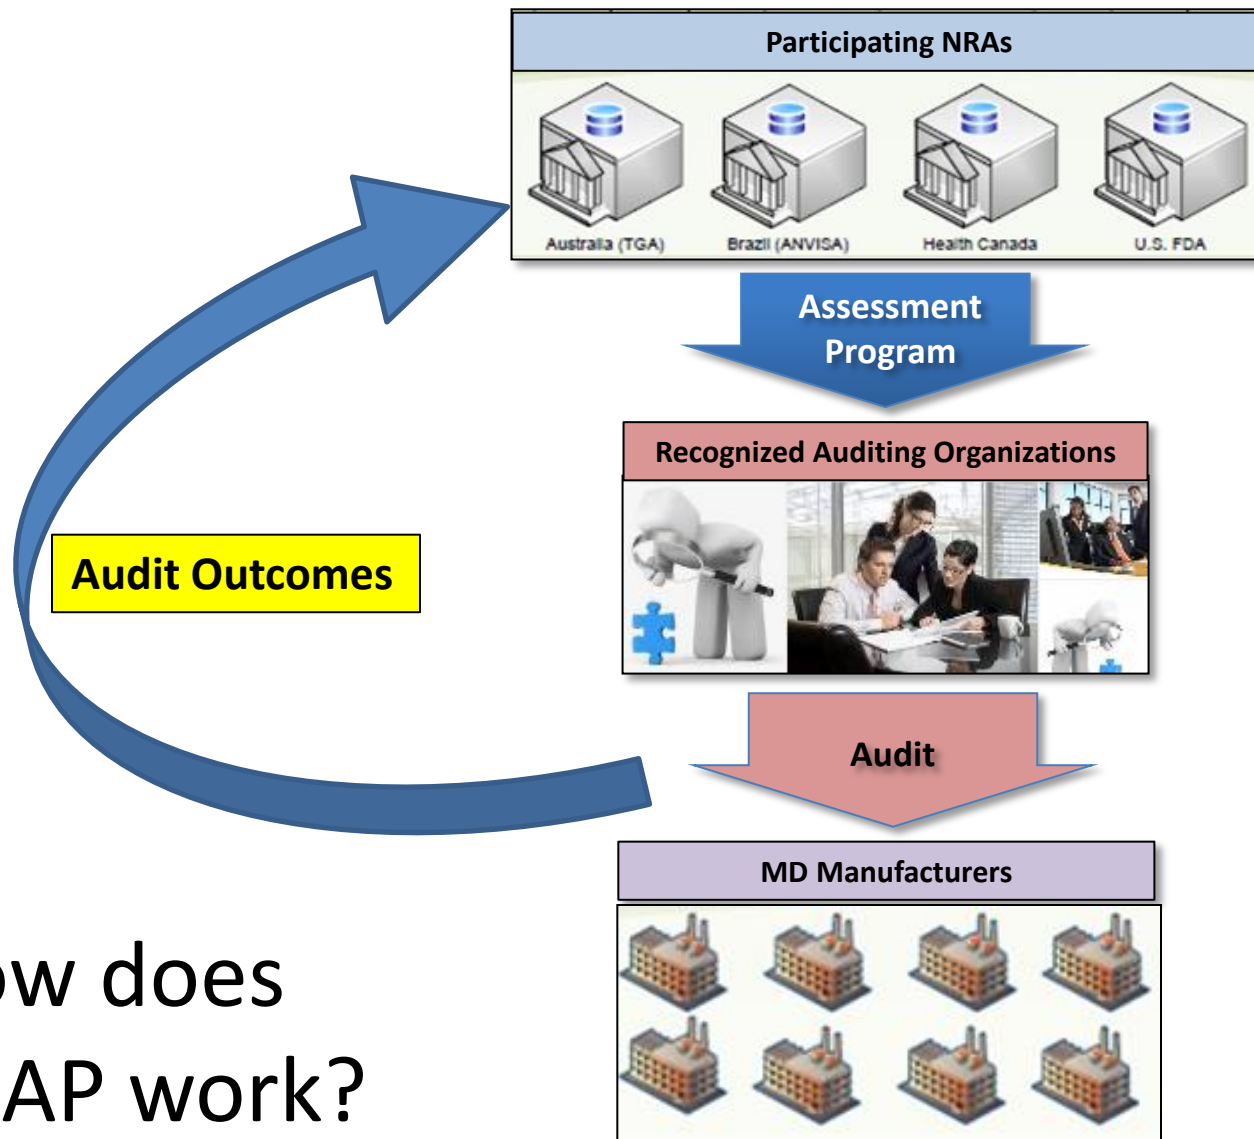 Participating NRAs
Australia (TGA)
Brazil (ANVISA)
Health Canada
U.S. FDA
Assessment
Program
Recognized Auditing Organizations
Audit Outcomes
Audit
MD Manufacturers
ow does
AP work?